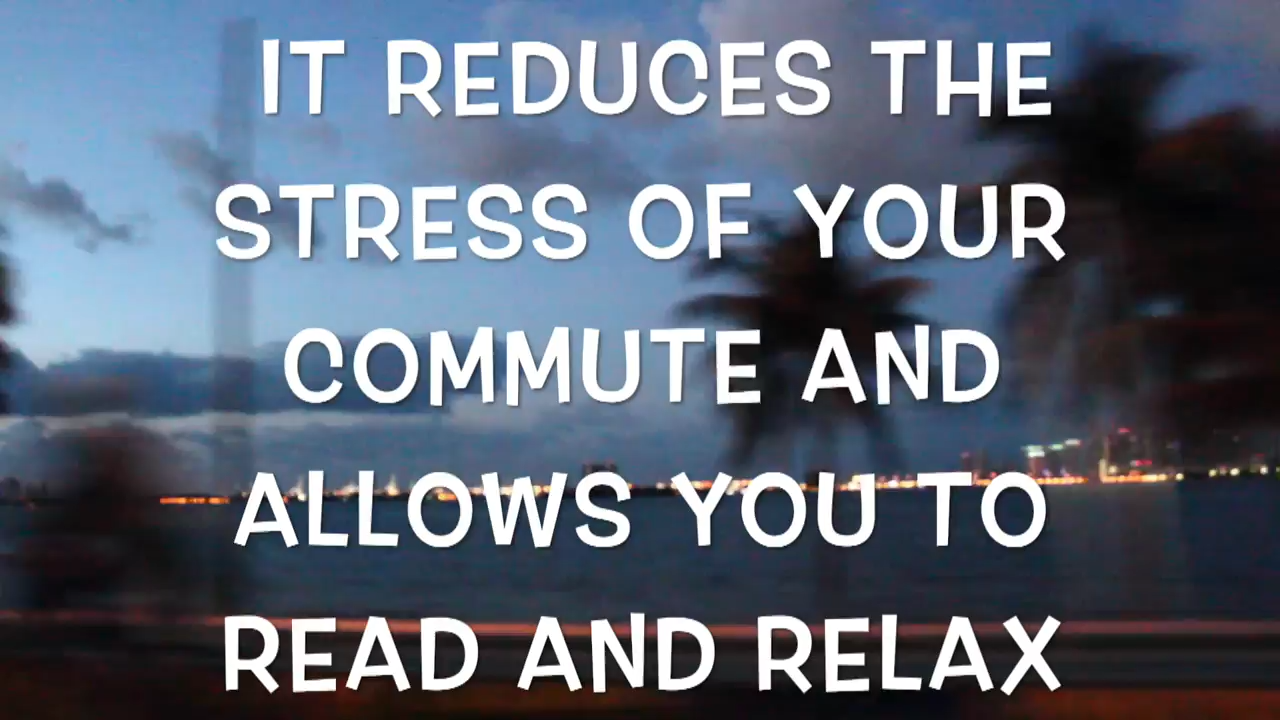 IT REDUCES THE
STRESS OF YOUR
COMMUTE AND
ALLOWS YOU TO
READ AND RELAX